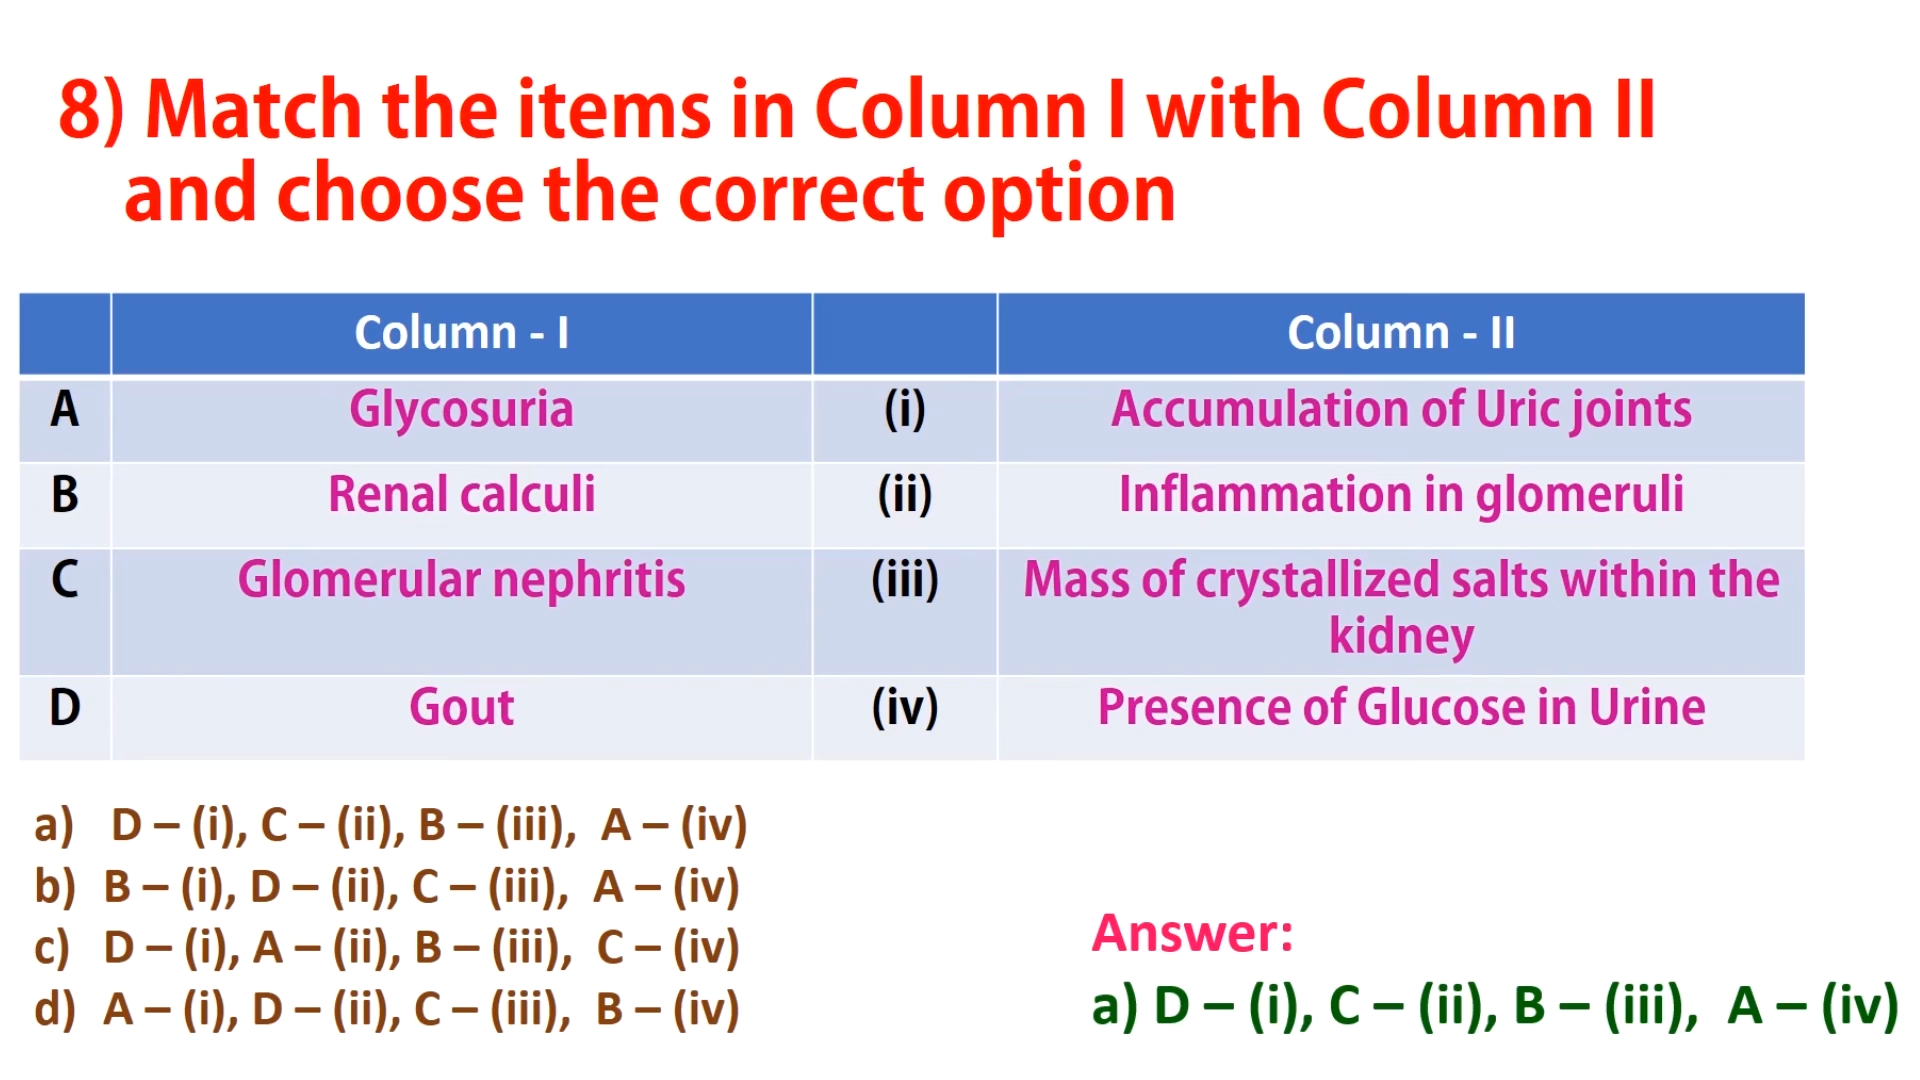 8) Match the items in Column I with Column II
and choose the correct option
Column - I Column - II
A Glycosuria (i) Accumulation of Uric joints
B Renal calculi (ii) Inflammation in glomeruli
C Glomerular nephritis (iii) Mass of crystallized salts within the
kidney
D Gout (iv) Presence of Glucose in Urine
a) D – (i), C – (ii), B – (iii), A – (iv)
b) B – (i), D – (ii), C – (iii), A – (iv)
c) D – (i), A – (ii), B – (iii), C – (iv)
d) A – (i), D – (ii), C – (iii), B – (iv)
Answer:
a) D – (i), C – (ii), B – (iii), A – (iv)